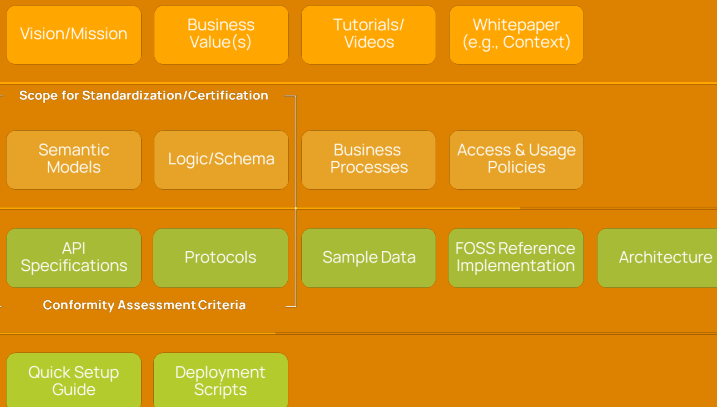 Vision/Mission
Business
Value(s)
Tutorials/
Videos
Whitepaper
(e.g., Context)
Scope for Standardization/Certification
Semantic
Models
Logic/Schema
Business
Processes
Access & Usage
Policies
API
Specifications
Protocols
Sample Data
FOSS Reference
Implementation
Architecture
Conformity Assessment Criteria
Quick Setup
Guide
Deployment
Scripts